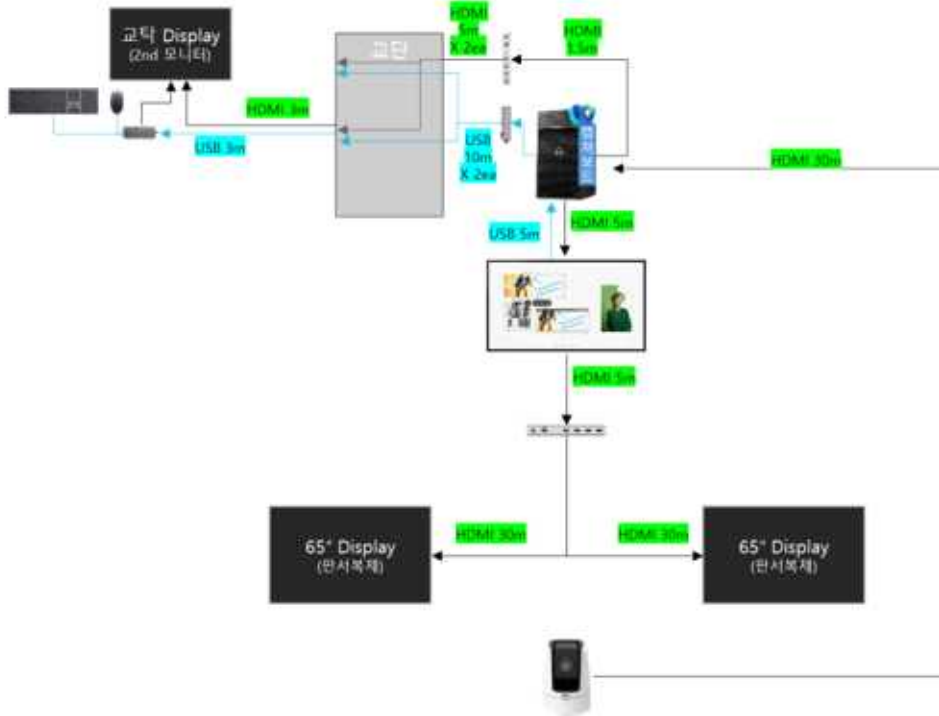 교탁 Display
(2nd 모니터)
교단
HDMI
5m
X 2ea
HDMI
1.5m
HDMI 3m
USB 3m
USB
10m
X 2ea
HDMI 30m
USB 5m
HDMI 5m
HDMI 5m
HDMI 30m
HDMI 30m
65" Display
(판서복제)
65" Display
(판서복제)